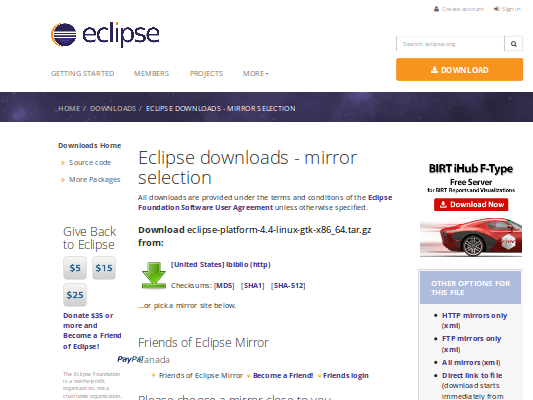 Create account
Sign in
eclipse
Search eclipse.org
GETTING STARTED
MEMBERS
PROJECTS
MORE
DOWNLOAD
HOME / DOWNLOADS / ECLIPSE DOWNLOADS - MIRROR SELECTION
Downloads Home
Source code
More Packages
Give Back
to Eclipse
$5
$15
$25
Donate $35 or
more and
Become a Friend
of Eclipse!
PayPal
The Eclipse Foundation
is a not-for-profit
organization, not a
charitable organization.
Eclipse downloads - mirror
selection
All downloads are provided under the terms and conditions of the Eclipse
Foundation Software User Agreement unless otherwise specified.
Download eclipse-platform-4.4-linux-gtk-x86_64.tar.gz
from:
[United States] ibiblio (http)
Checksums: [MD5] [SHA1] [SHA-512]
...or pick a mirror site below.
Friends of Eclipse Mirror
Canada
Friends of Eclipse Mirror
Become a Friend!
Friends login
Please choose a mirror close to you
BIRT iHub F-Type
Free Server
for BIRT Reports and Visualizations
Download Now
OTHER OPTIONS FOR
THIS FILE
HTTP mirrors only
(xml)
FTP mirrors only
(xml)
All mirrors (xml)
Direct link to file
(download starts
immediately from